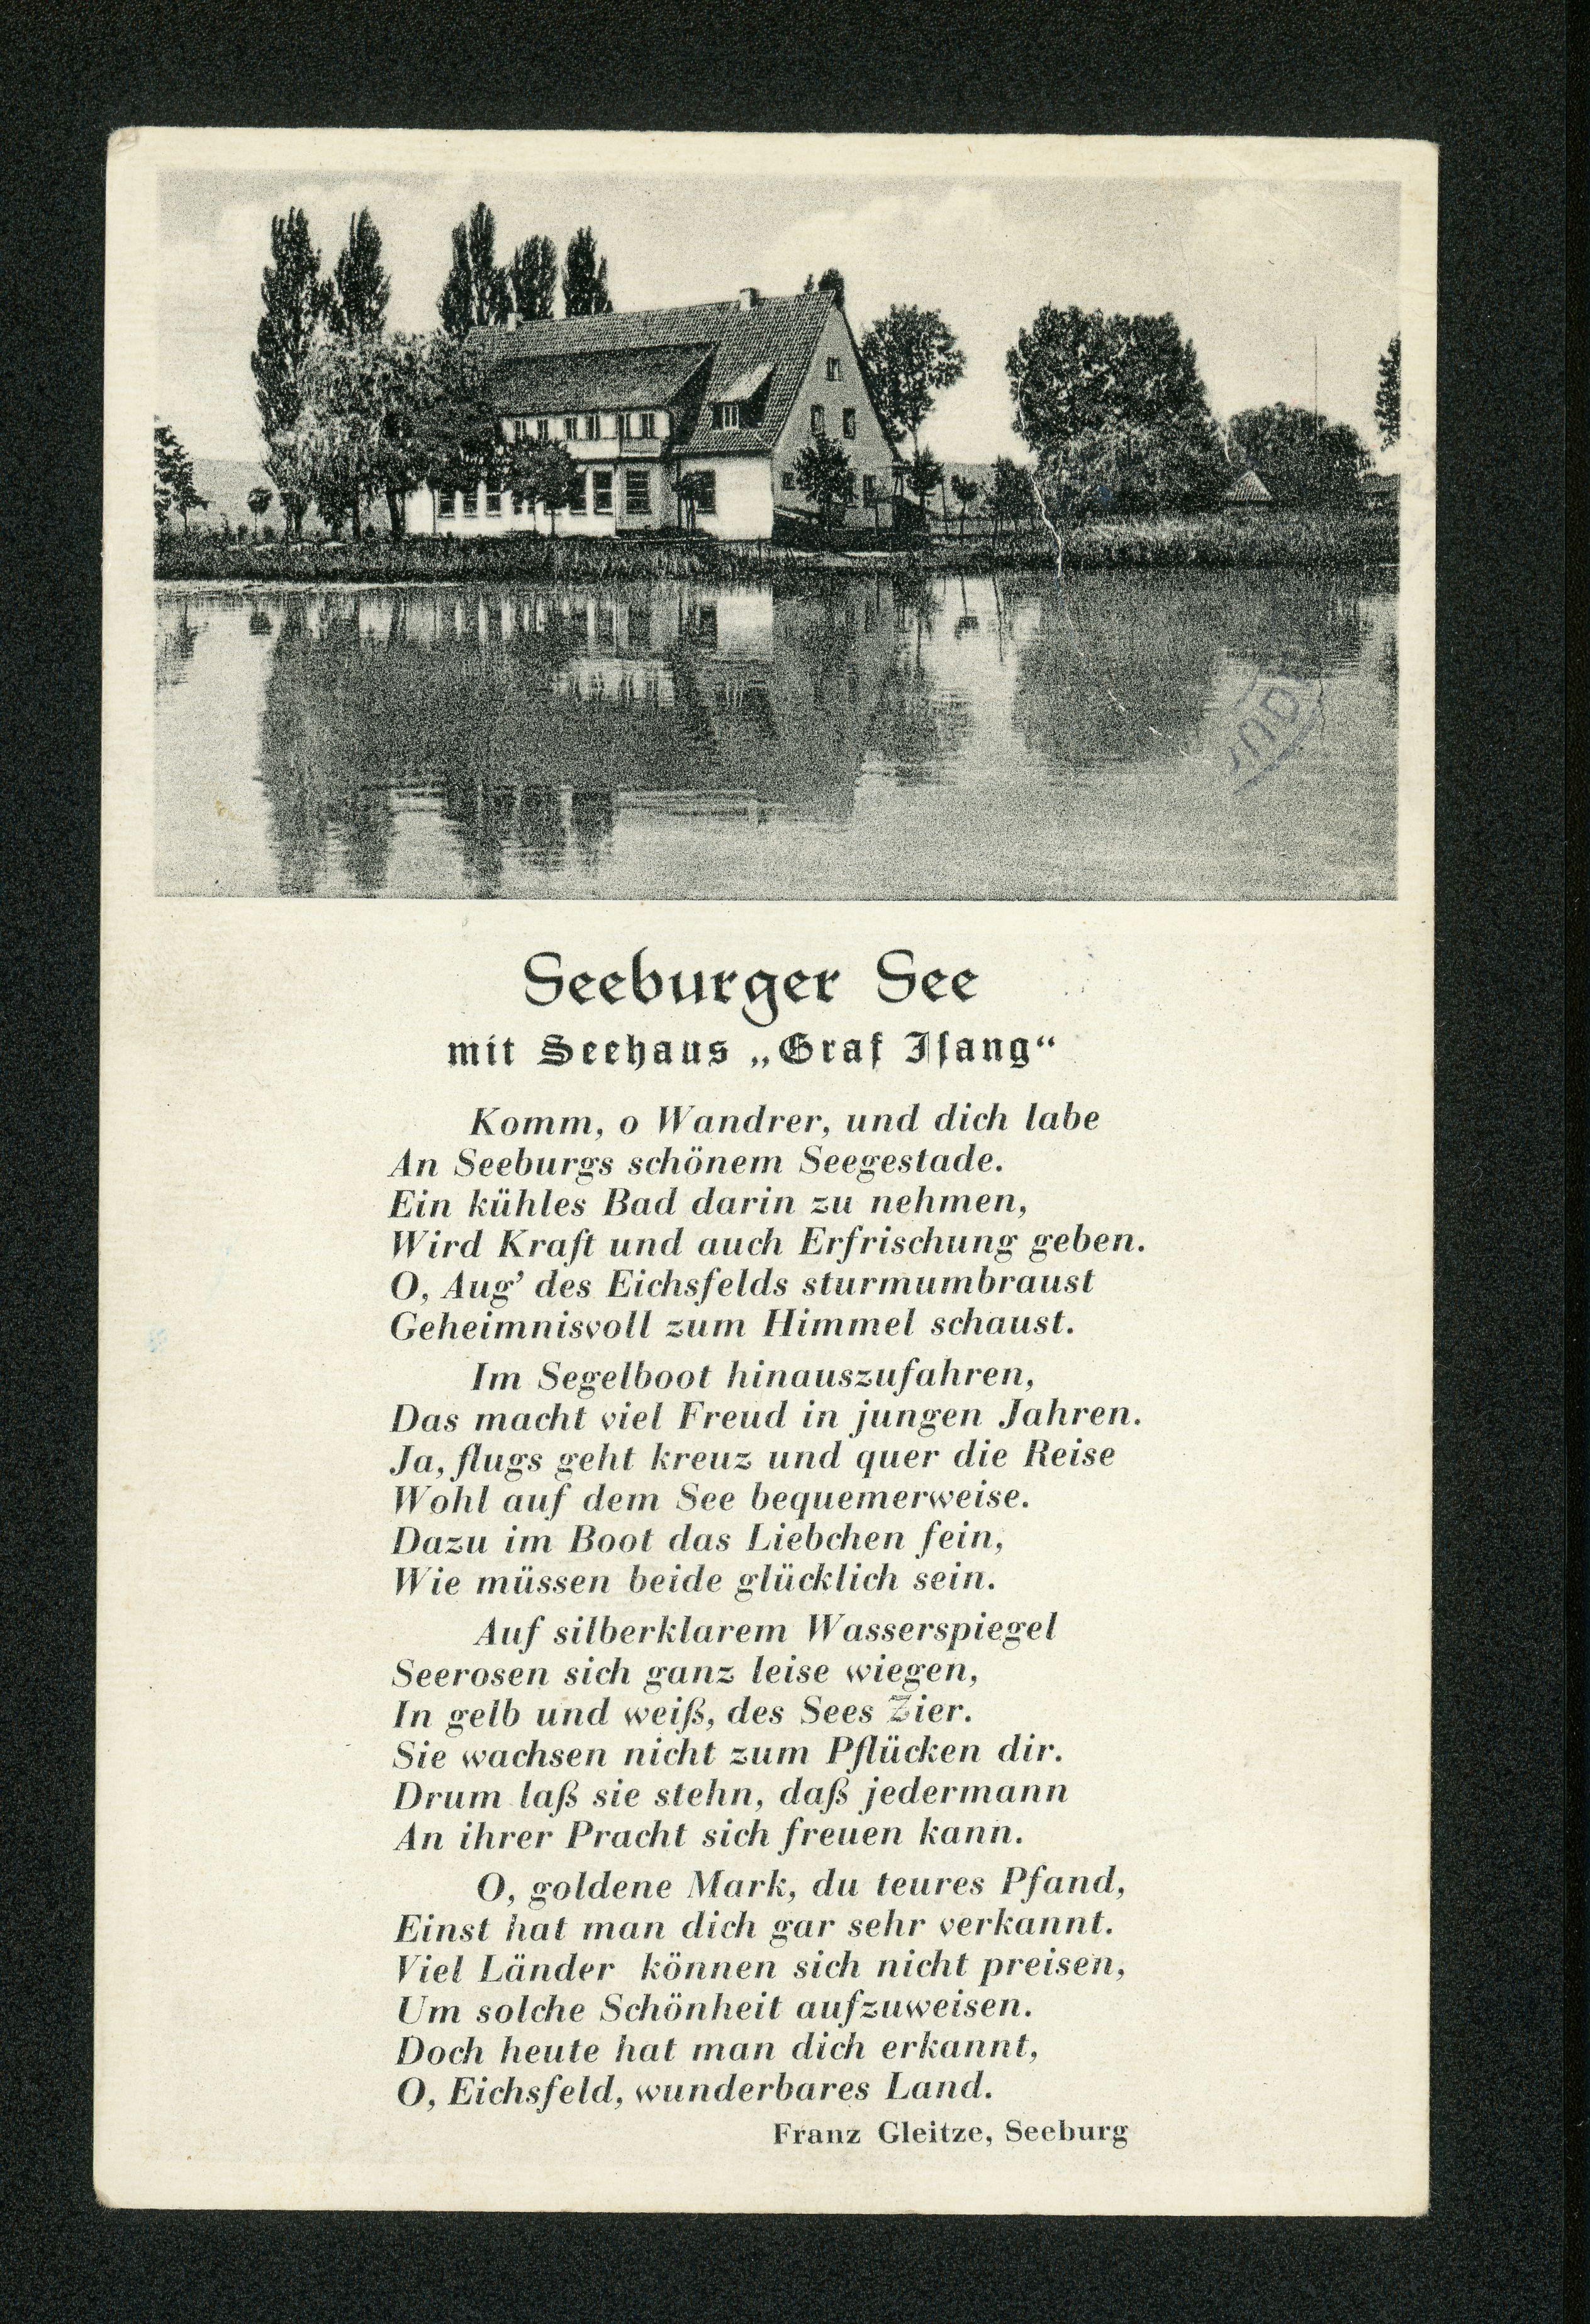 Seeburger See
mit Seehaus „Graf Isang“
Komm, o Wandrer, und dich labe
An Seeburgs schönem Seegestade.
Ein kühles Bad darin zu nehmen,
Wird Kraft und auch Erfrischung geben.
O, Aug’ des Eichsfelds sturmumbraust
Geheimnisvoll zum Himmel schaust.
Im Segelboot hinauszufahren,
Das macht viel Freud in jungen Jahren.
Ja, flugs geht kreuz und quer die Reise
Wohl auf dem See bequemerweise.
Dazu im Boot das Liebchen fein,
Wie müssen beide glücklich sein.
Auf silberklarem Wasserspiegel
Seerosen sich ganz leise wiegen,
In gelb und weiß, des Sees Zier.
Sie wachsen nicht zum Pflücken dir.
Drum laß sie stehn, daß jedermann
An ihrer Pracht sich freuen kann.
O, goldene Mark, du teures Pfand,
Einst hat man dich gar sehr verkannt.
Viel Länder können sich nicht preisen,
Um solche Schönheit aufzuweisen.
Doch heute hat man dich erkannt,
O, Eichsfeld, wunderbares Land.
Franz Gleitze, Seeburg